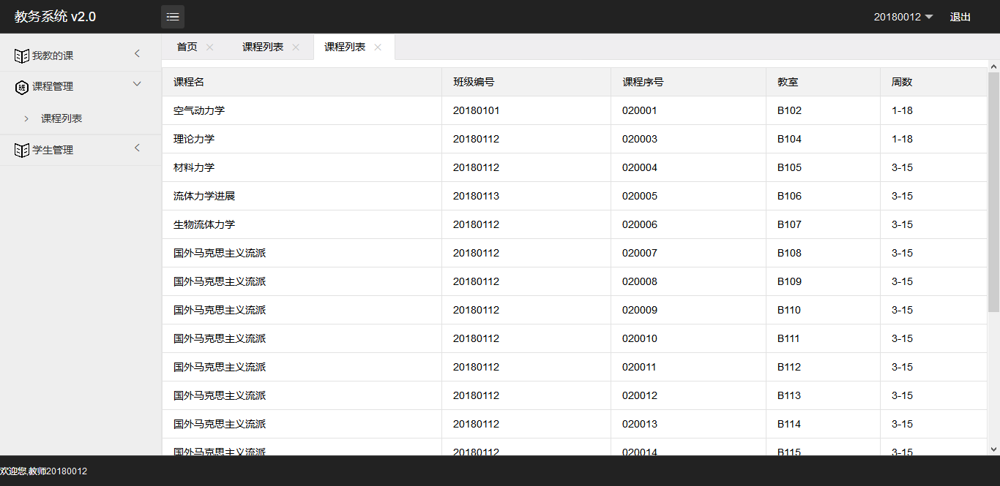 教务系统 v2.0
20180012 退出
我教的课
班 课程管理
课程列表
学生管理
首页 课程列表 课程列表
课程名 班级编号 课程序号 教室 周数
空气动力学 20180101 020001 B102 1-18
理论力学 20180112 020003 B104 1-18
材料力学 20180112 020004 B105 3-15
流体力学进展 20180113 020005 B106 3-15
生物流体力学 20180112 020006 B107 3-15
国外马克思主义流派 20180112 020007 B108 3-15
国外马克思主义流派 20180112 020008 B109 3-15
国外马克思主义流派 20180112 020009 B110 3-15
国外马克思主义流派 20180112 020010 B111 3-15
国外马克思主义流派 20180112 020011 B112 3-15
国外马克思主义流派 20180112 020012 B113 3-15
国外马克思主义流派 20180112 020013 B114 3-15
国外马克思主义流派 20180112 020014 B115 3-15
欢迎您,教师20180012